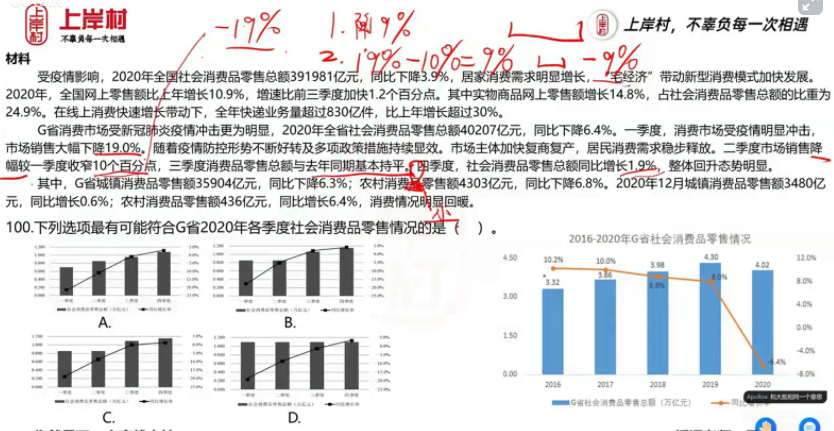 上岸村
不辜负每一次相遇
上岸村，不辜负每一次相遇
-19%
1. 降9%
2. 19%-10%=9%
-9%
材料
受疫情影响，2020年全国社会消费品零售总额391981亿元，同比下降3.9%，居家消费需求明显增长，“宅经济”带动新型消费模式加快发展。
2020年，全国网上零售额比上年增长10.9%，增速比前三季度加快1.2个百分点。其中实物商品网上零售额增长14.8%，占社会消费品零售总额的比重为
24.9%。在线上消费快速增长带动下，全年快递业务量超过830亿件，比上年增长超过30%。
G省消费市场受新冠肺炎疫情冲击更为明显，2020年全省社会消费品零售总额40207亿元，同比下降6.4%。一季度，消费市场受疫情明显冲击，
市场销售大幅下降19.0%。随着疫情防控形势不断好转及多项政策措施持续显效。市场主体加快复商复产，居民消费需求稳步释放。二季度市场销售降
幅较一季度收窄10个百分点，三季度消费品零售总额与去年同期基本持平。四季度，社会消费品零售总额同比增长1.9%，整体回升态势明显。
其中，G省城镇消费品零售额35904亿元，同比下降6.3%；农村消费品零售额4303亿元，同比下降6.8%。2020年12月城镇消费品零售额3480亿
元，同比增长0.6%；农村消费品零售额436亿元，同比增长6.4%，消费情况明显回暖。
100.下列选项最有可能符合G省2020年各季度社会消费品零售情况的是（ ）。
A.
B.
C.
D.
2016-2020年G省社会消费品零售情况
4.50
3.00
1.50
0.00
12.0%
8.0%
4.0%
0.0%
-4.0%
-8.0%
10.2%
10.0%
8.8%
8.0%
-6.4%
3.32
3.66
3.98
4.30
4.02
2016
2017
2018
2019
2020
G省社会消费品零售总额（万亿元）